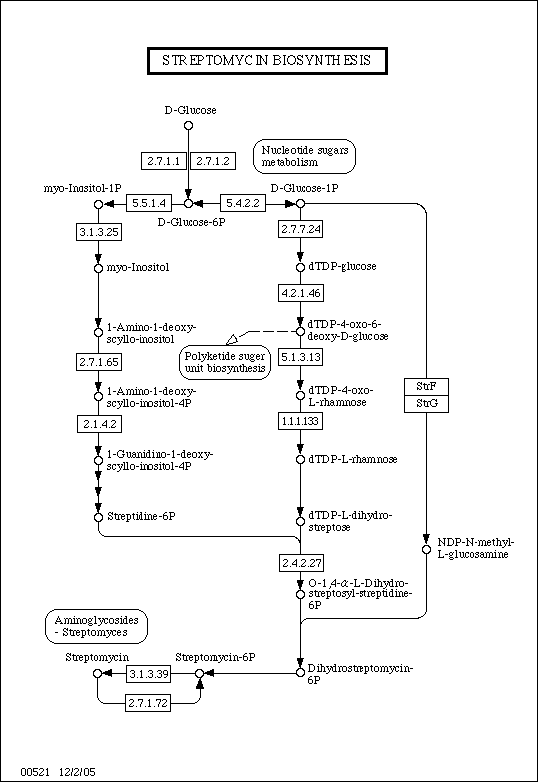 STREPTOMYCIN BIOSYNTHESIS
D-Glucose
2.7.1.1
2.7.1.2
Nucleotide sugars
metabolism
myo-Inositol-1P
5.5.1.4
5.4.2.2
D-Glucose-1P
D-Glucose-6P
3.1.3.25
2.7.7.24
myo-Inositol
dTDP-glucose
4.2.1.46
1-Amino-1-deoxy-
scyllo-inositol
dTDP-4-oxo-6-
deoxy-D-glucose
Polyketide suger
unit biosynthesis
2.7.1.65
5.1.3.13
1-Amino-1-deoxy-
scyllo-inositol-4P
dTDP-4-oxo-
L-rhamnose
StrF
StrG
2.1.4.2
1.1.1.133
1-Guanidino-1-deoxy-
scyllo-inositol-4P
dTDP-L-rhamnose
Streptidine-6P
dTDP-L-dihydro-
streptose
NDP-N-methyl-
L-glucosamine
2.4.2.27
O-1,4-α-L-Dihydro-
streptosyl-streptidine-
6P
Aminoglycosides
- Streptomyces
Streptomycin
Streptomycin-6P
3.1.3.39
Dihydrostreptomycin-
6P
2.7.1.72
00521 12/2/05